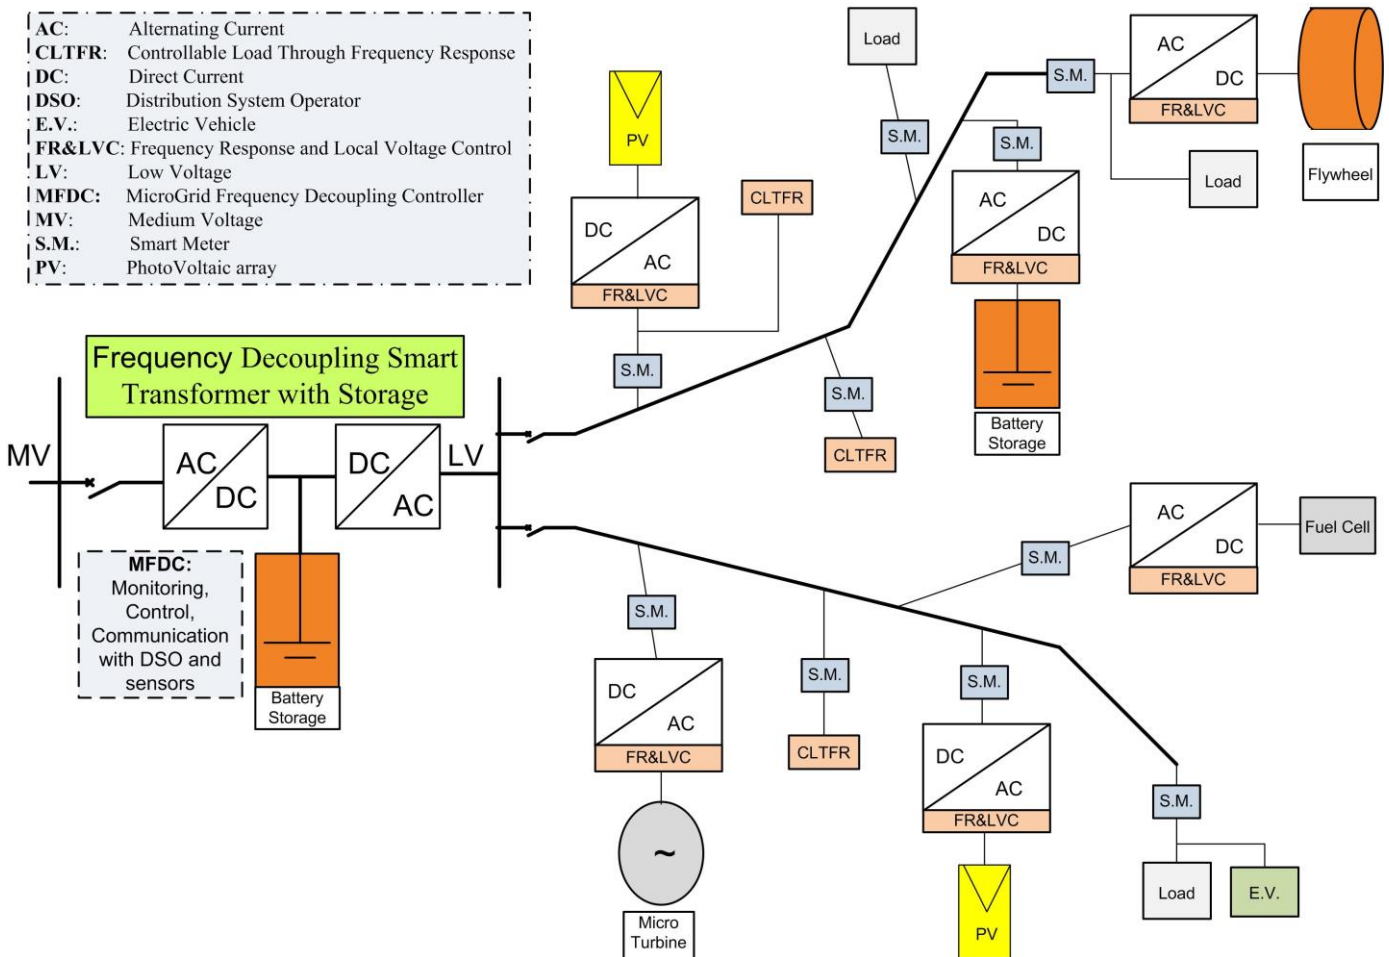 AC: Alternating Current
CLTFR: Controllable Load Through Frequency Response
DC: Direct Current
DSO: Distribution System Operator
E.V.: Electric Vehicle
FR&LVC: Frequency Response and Local Voltage Control
LV: Low Voltage
MFDC: MicroGrid Frequency Decoupling Controller
MV: Medium Voltage
S.M.: Smart Meter
PV: PhotoVoltaic array
Frequency Decoupling Smart
Transformer with Storage
MV
AC
DC
DC
AC
LV
MFDC:
Monitoring,
Control,
Communication
with DSO and
sensors
Battery
Storage
PV
DC
AC
FR&LVC
S.M.
CLTFR
Load
S.M.
S.M.
CLTFR
S.M.
AC
DC
FR&LVC
Battery
Storage
S.M.
AC
DC
FR&LVC
Load
Flywheel
S.M.
DC
AC
FR&LVC
~
Micro
Turbine
S.M.
CLTFR
S.M.
AC
DC
FR&LVC
Fuel Cell
S.M.
DC
AC
FR&LVC
PV
S.M.
Load
E.V.